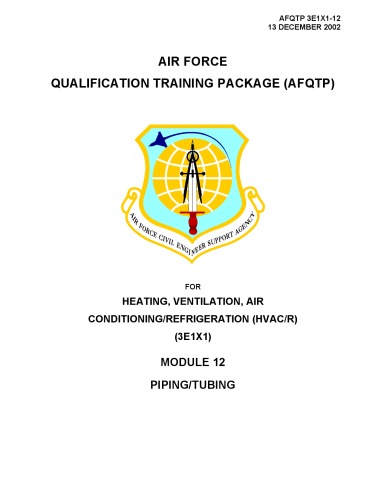 AFQTP 3E1X1-12
13 DECEMBER 2002
AIR FORCE
QUALIFICATION TRAINING PACKAGE (AFQTP)
AIR FORCE CIVIL ENGINEER SUPPORT AGENCY
FOR
HEATING, VENTILATION, AIR
CONDITIONING/REFRIGERATION (HVAC/R)
(3E1X1)
MODULE 12
PIPING/TUBING